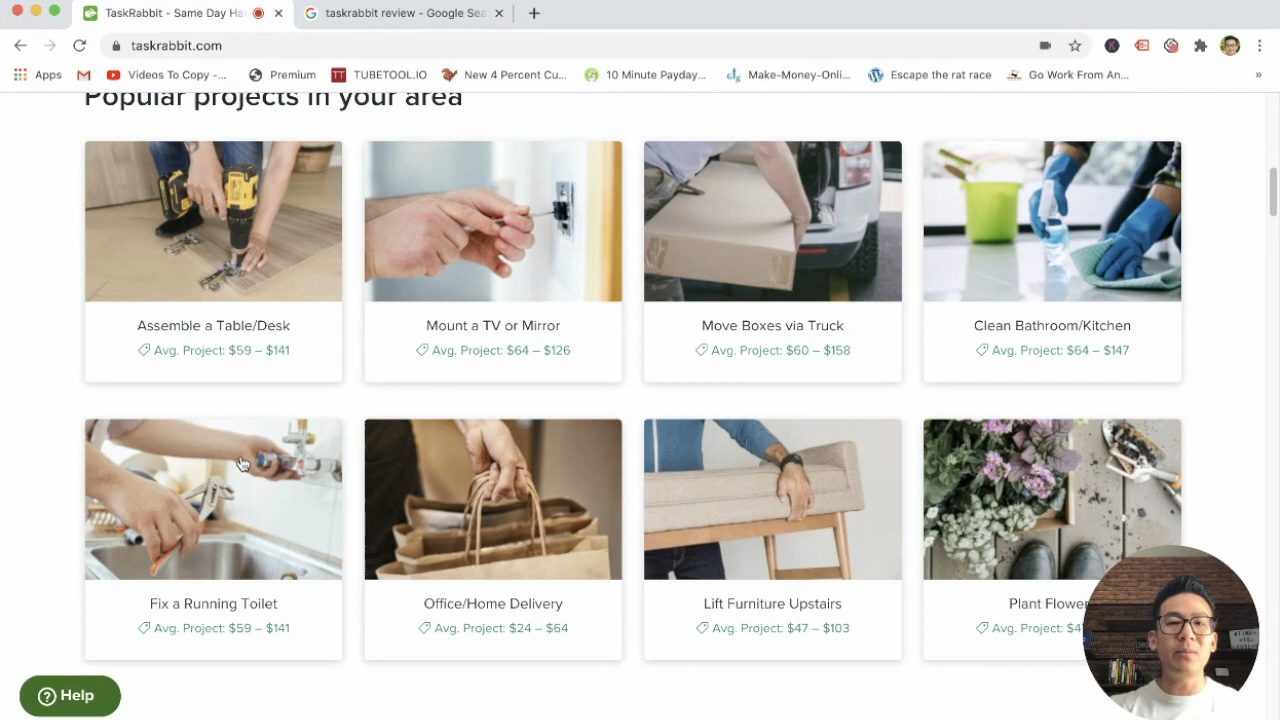 TaskRabbit - Same Day Ha
taskrabbit review - Google Sea
taskrabbit.com
Apps
Videos To Copy -...
Premium
TT TUBETOOL.IO
New 4 Percent Cu...
10 Minute Payday...
Make-Money-Onli...
Escape the rat race
Go Work From An...
»
Popular projects in your area
Assemble a Table/Desk
Avg. Project: $59 – $141
Mount a TV or Mirror
Avg. Project: $64 – $126
Move Boxes via Truck
Avg. Project: $60 – $158
Clean Bathroom/Kitchen
Avg. Project: $64 – $147
Fix a Running Toilet
Avg. Project: $59 – $141
Office/Home Delivery
Avg. Project: $24 – $64
Lift Furniture Upstairs
Avg. Project: $47 – $103
Plant Flower
Avg. Project:
? Help